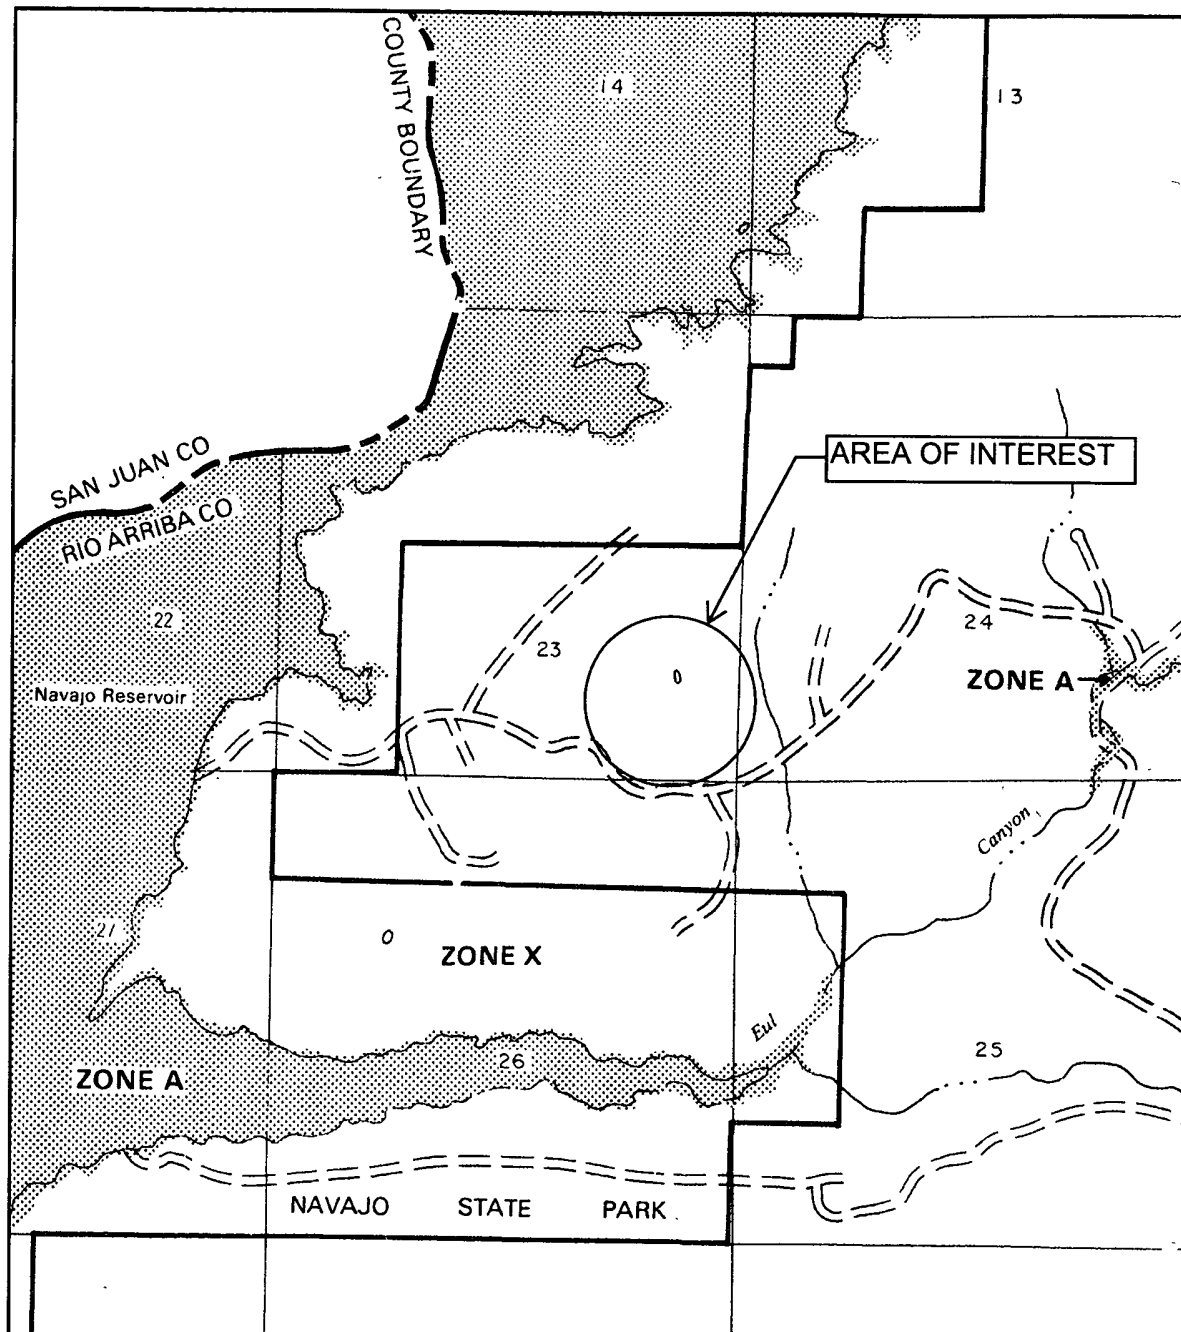 14
13
COUNTY BOUNDARY
AREA OF INTEREST
SAN JUAN CO
RIO ARRIBA CO
22
23
24
Navajo Reservoir
0
ZONE A
Canyon
27
0
ZONE X
Eul
25
26
ZONE A
NAVAJO STATE PARK